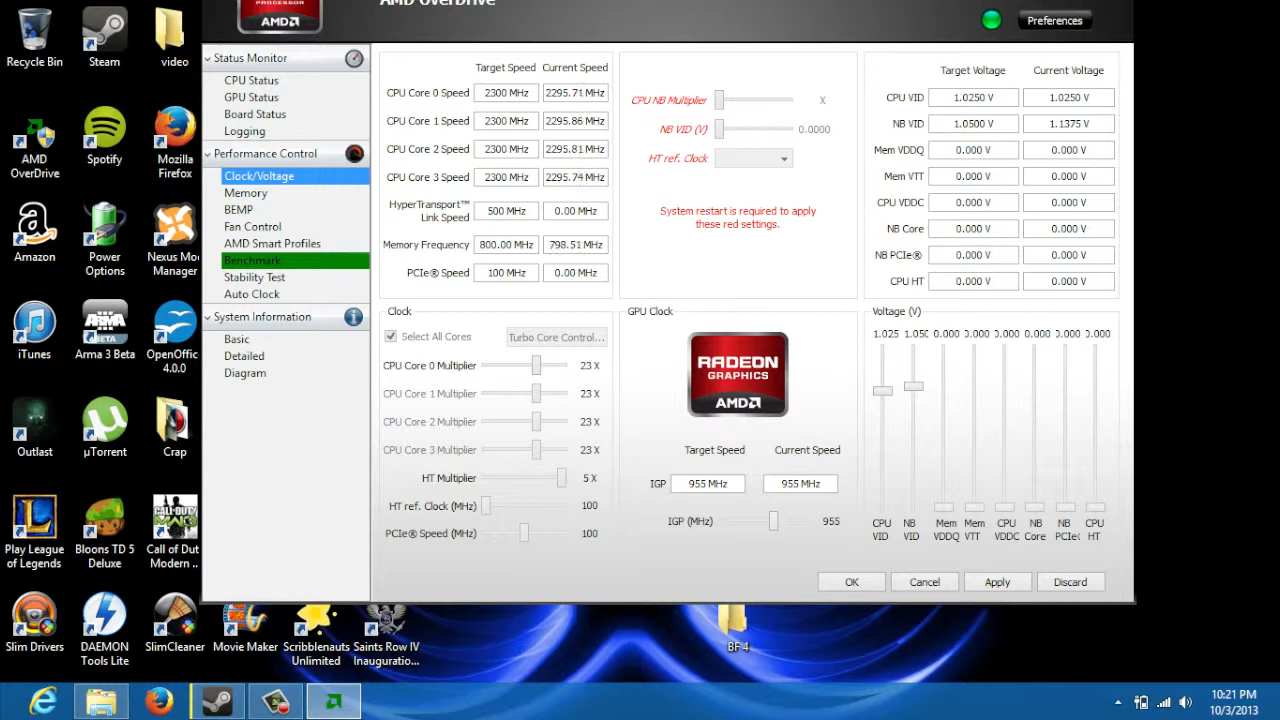 Recycle Bin
Steam
video
AMD
OverDrive
Spotify
Mozilla
Firefox
Amazon
Power
Options
Nexus Mod
Manager
iTunes
ARMA
Arma 3 Beta
OpenOffic
4.0.0
Outlast
µTorrent
Crap
Play League
of Legends
Bloons TD 5
Deluxe
CALL OF DUTY
MW3
Call of Duty
Modern ...
Slim Drivers
DAEMON
Tools Lite
SlimCleaner
Movie Maker
Scribblenauts
Unlimited
Saints Row IV
Inauguratio...
BF 4
PROCESSOR
AMD
AMD OverDrive
Preferences
Status Monitor
CPU Status
GPU Status
Board Status
Logging
Performance Control
Clock/Voltage
Memory
BEMP
Fan Control
AMD Smart Profiles
Benchmark
Stability Test
Auto Clock
System Information
Basic
Detailed
Diagram
Target Speed Current Speed
CPU Core 0 Speed 2300 MHz 2295.71 MHz
CPU Core 1 Speed 2300 MHz 2295.86 MHz
CPU Core 2 Speed 2300 MHz 2295.81 MHz
CPU Core 3 Speed 2300 MHz 2295.74 MHz
HyperTransport™
Link Speed 500 MHz 0.00 MHz
Memory Frequency 800.00 MHz 798.51 MHz
PCIe® Speed 100 MHz 0.00 MHz
CPU NB Multiplier X
NB VID (V) 0.0000
HT ref. Clock
System restart is required to apply
these red settings.
Target Voltage Current Voltage
CPU VID 1.0250 V 1.0250 V
NB VID 1.0500 V 1.1375 V
Mem VDDQ 0.000 V 0.000 V
Mem VTT 0.000 V 0.000 V
CPU VDDC 0.000 V 0.000 V
NB Core 0.000 V 0.000 V
NB PCIe® 0.000 V 0.000 V
CPU HT 0.000 V 0.000 V
Clock
Select All Cores Turbo Core Control...
CPU Core 0 Multiplier 23 X
CPU Core 1 Multiplier 23 X
CPU Core 2 Multiplier 23 X
CPU Core 3 Multiplier 23 X
HT Multiplier 5 X
HT ref. Clock (MHz) 100
PCIe® Speed (MHz) 100
GPU Clock
RADEON
GRAPHICS
AMD
Target Speed Current Speed
IGP 955 MHz 955 MHz
IGP (MHz) 955
Voltage (V)
1.025 1.050 0.000 0.000 0.000 0.000 0.000 0.000
CPU NB Mem Mem CPU NB NB CPU
VID VID VDDQ VTT VDDC Core PCIe( HT
OK Cancel Apply Discard
10:21 PM
10/3/2013